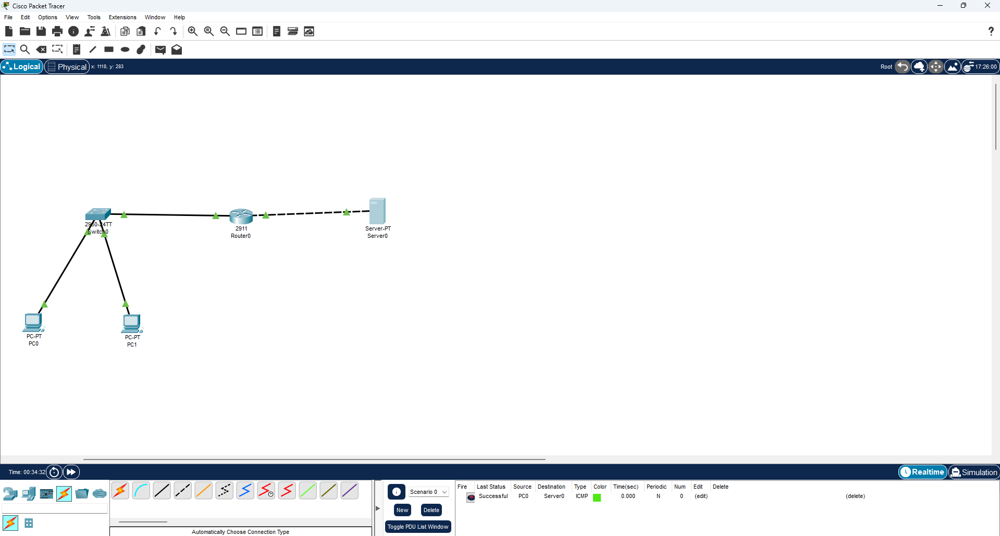 Cisco Packet Tracer
File Edit Options View Tools Extensions Window Help
Logical Physical x: 1118, y: 283 Root 17:26:00
2960-24TT
Switch0
2911
Router0
Server-PT
Server0
PC-PT
PC0
PC-PT
PC1
Time: 00:34:32 Realtime Simulation
Scenario 0
New Delete
Toggle PDU List Window
Fire Last Status Source Destination Type Color Time(sec) Periodic Num Edit Delete
Successful PC0 Server0 ICMP 0.000 N 0 (edit) (delete)
Automatically Choose Connection Type